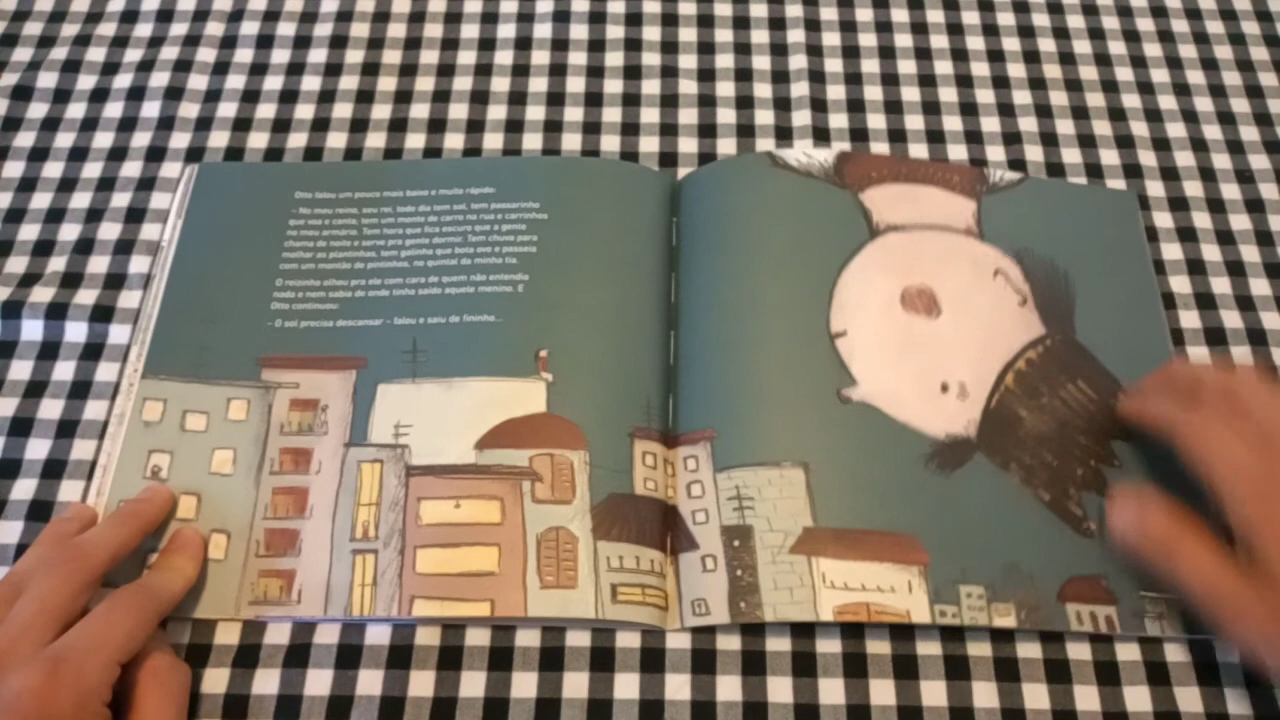 Otto falou um pouco mais baixo e muito rápido:
– No meu reino, seu rei, todo dia tem sol, tem passarinho
que voa e canta, tem um monte de carro na rua e carrinhos
no meu armário. Tem hora que fica escuro que a gente
chama de noite e serve pra gente dormir. Tem chuva para
molhar as plantinhas, tem galinha que bota ovo e passeia
com um montão de pintinhos, no quintal da minha tia.
O reizinho olhou pra ele com cara de quem não entendia
nada e nem sabia de onde tinha saído aquele menino. E
Otto continuou:
– O sol precisa descansar – falou e saiu de fininho...